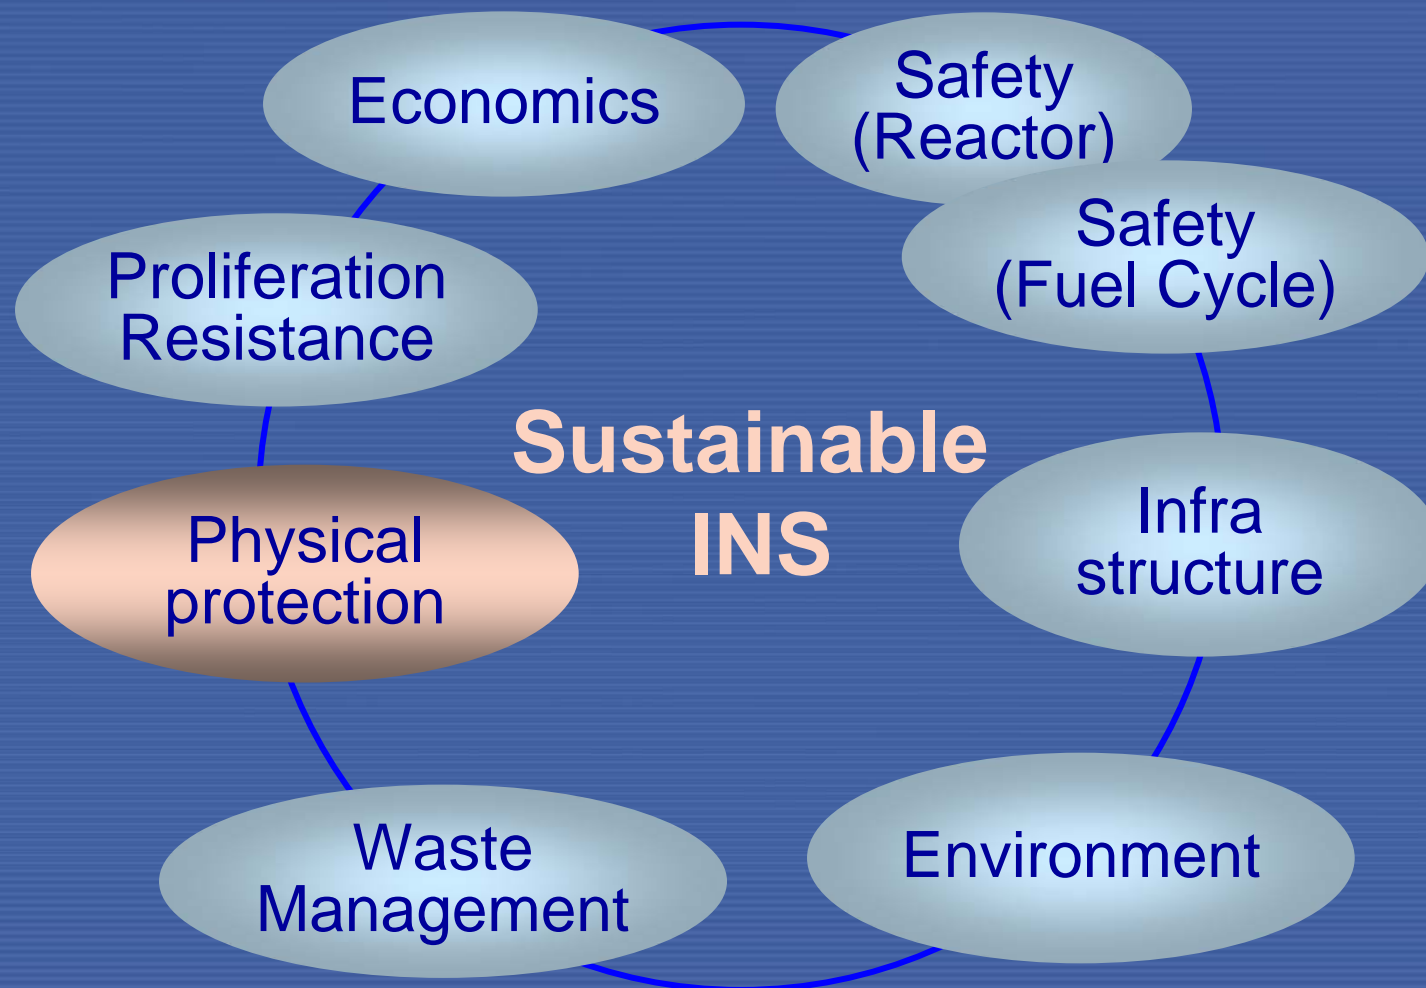 Economics
Safety
(Reactor)
Safety
(Fuel Cycle)
Proliferation
Resistance
Sustainable
INS
Infra
structure
Physical
protection
Waste
Management
Environment